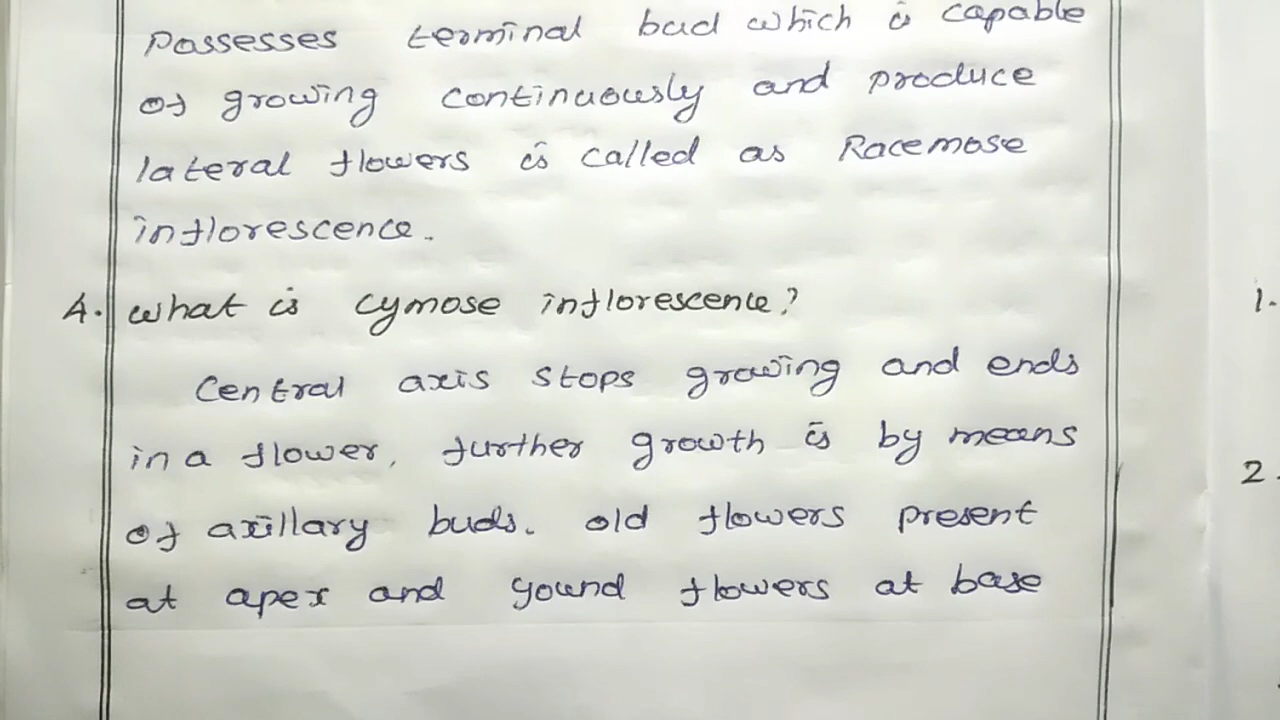 Possesses terminal bud which is capable
of growing continuously and produce
lateral flowers is called as Racemose
inflorescence.
4. what is cymose inflorescence?
Central axis stops growing and ends
in a flower, further growth is by means
of axillary buds. old flowers present
at apex and yound flowers at base
1.
2.